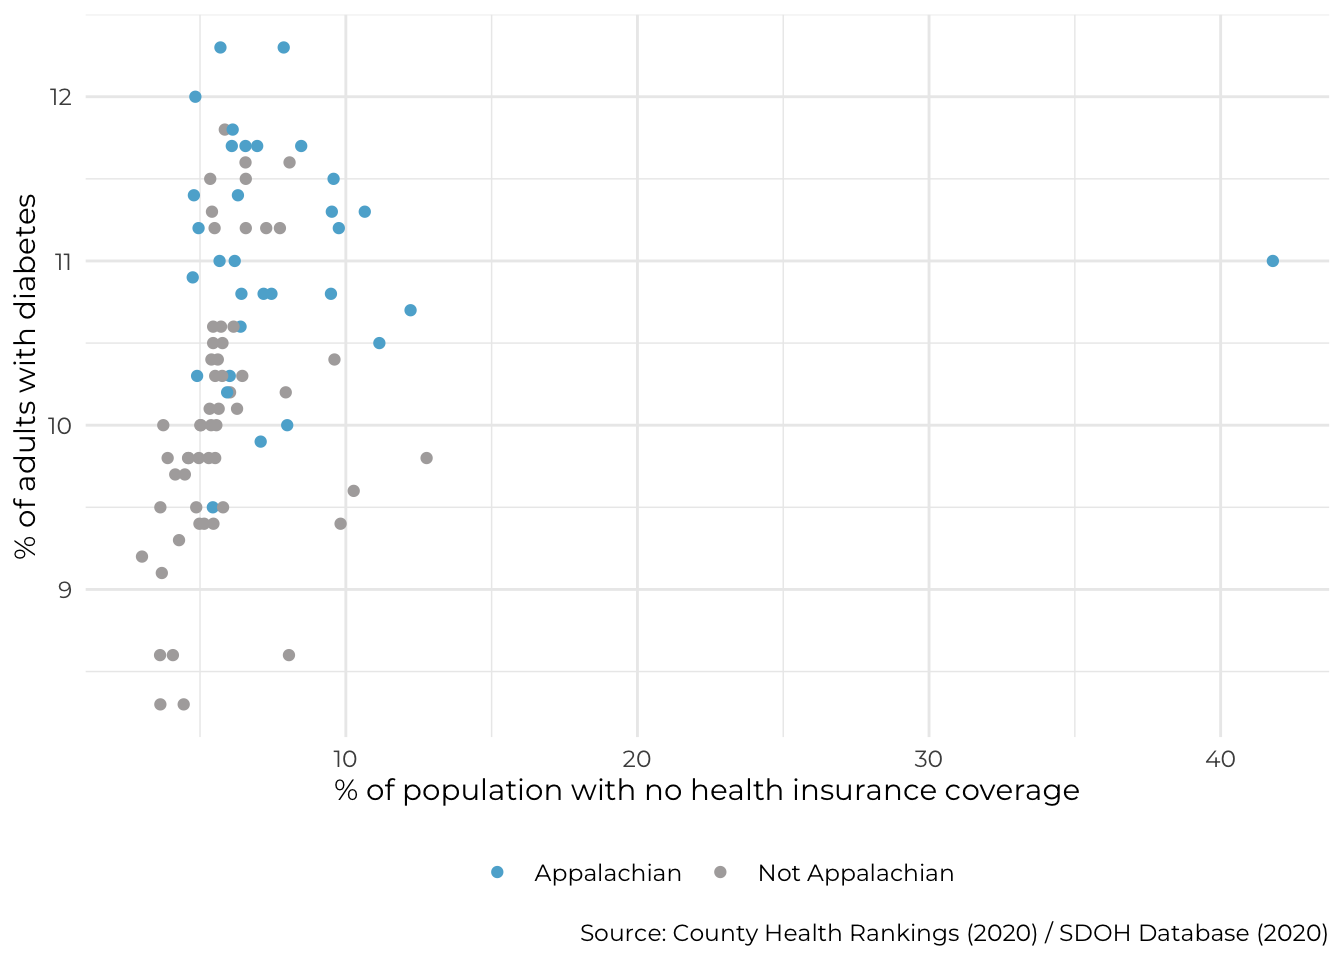 % of adults with diabetes
12
11
10
9
10
20
30
40
% of population with no health insurance coverage
Appalachian
Not Appalachian
Source: County Health Rankings (2020) / SDOH Database (2020)